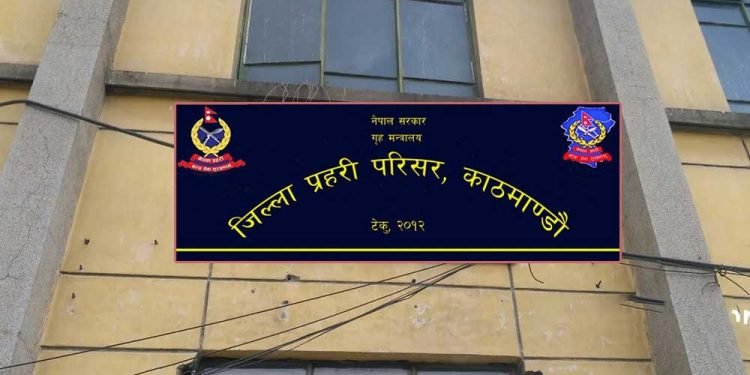 नेपाल सरकार
गृह मन्त्रालय
जिल्ला प्रहरी परिसर, काठमाण्डौ
टेकु, २०१२